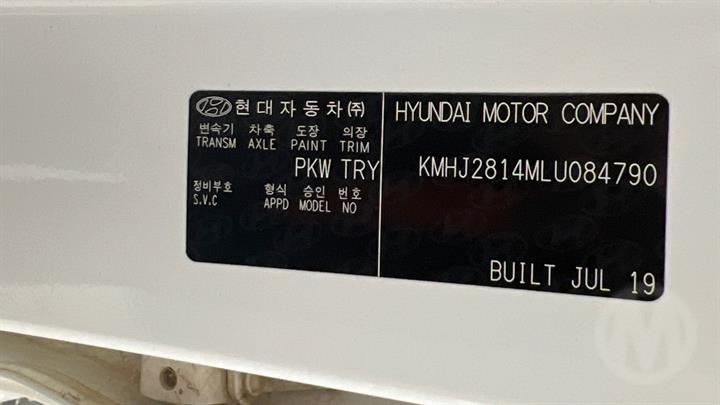 현대자동차㈜
변속기 차축 도장 의장
TRANSM AXLE PAINT TRIM
PKW TRY
정비부호 형식 승인 번호
S.V.C APPD MODEL NO
HYUNDAI MOTOR COMPANY
KMHJ2814MLU084790
BUILT JUL 19
M